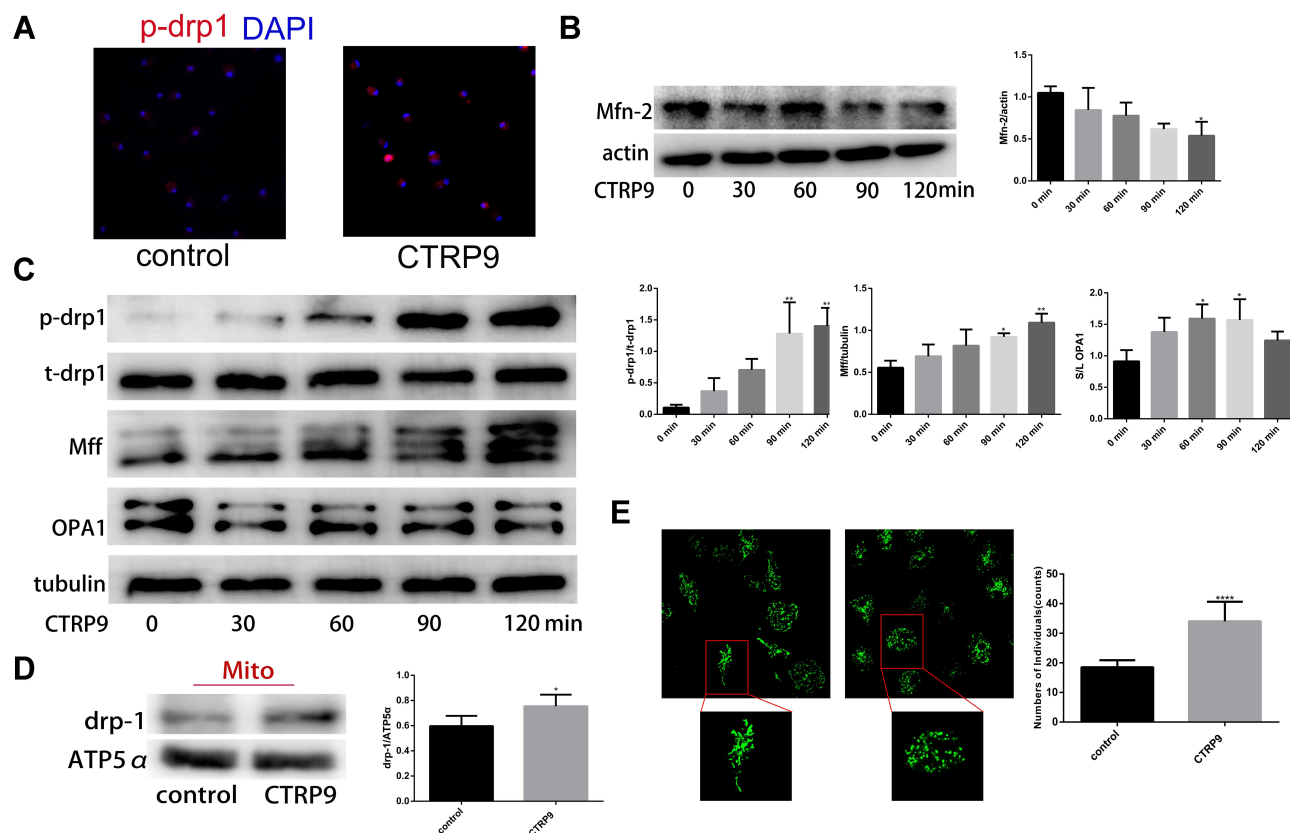 A
p-drp1 DAPI
control
CTRP9
B
Mfn-2
actin
CTRP9 0 30 60 90 120min
Mfn-2/actin
1.5
1.0
0.5
0.0
*
0 min
30 min
60 min
90 min
120 min
C
p-drp1
t-drp1
Mff
OPA1
tubulin
CTRP9 0 30 60 90 120 min
p-drp1/t-drp1
2.0
1.5
1.0
0.5
0.0
**
**
0 min
30 min
60 min
90 min
120 min
Mff/tubulin
1.5
1.0
0.5
0.0
*
**
0 min
30 min
60 min
90 min
120 min
S/L OPA1
2.0
1.5
1.0
0.5
0.0
*
*
0 min
30 min
60 min
90 min
120 min
D
Mito
drp-1
ATP5 α
control CTRP9
drp-1/ATP5α
1.0
0.8
0.6
0.4
0.2
0.0
*
control
CTRP9
E
Numbers of Individuals(counts)
50
40
30
20
10
0
****
control
CTRP9